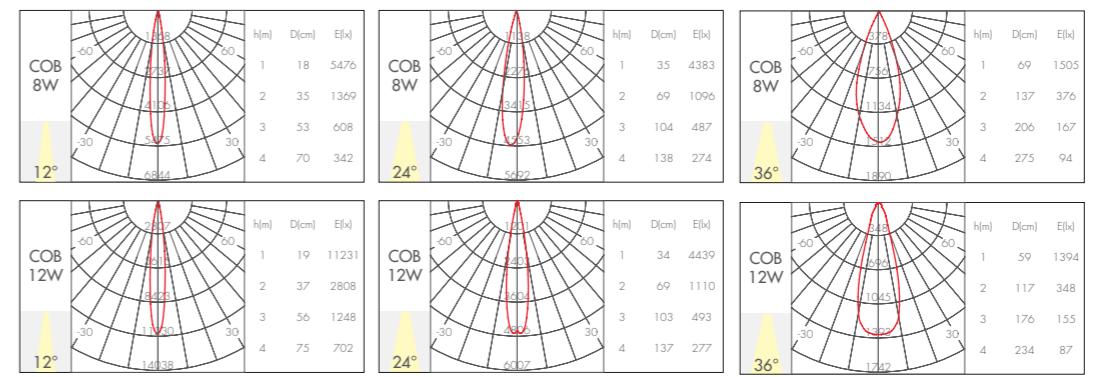 COB
8W
12°
1368
-60
60
2737
4106
-30
30
5475
6844
h(m) D(cm) E(lx)
1 18 5476
2 35 1369
3 53 608
4 70 342
COB
8W
24°
1138
-60
60
2277
3415
-30
30
4553
5692
h(m) D(cm) E(lx)
1 35 4383
2 69 1096
3 104 487
4 138 274
COB
8W
36°
378
-60
60
756
1134
-30
30
1512
1890
h(m) D(cm) E(lx)
1 69 1505
2 137 376
3 206 167
4 275 94
COB
12W
12°
2807
-60
60
5615
8423
-30
30
11230
14038
h(m) D(cm) E(lx)
1 19 11231
2 37 2808
3 56 1248
4 75 702
COB
12W
24°
1201
-60
60
2403
3604
-30
30
4806
6007
h(m) D(cm) E(lx)
1 34 4439
2 69 1110
3 103 493
4 137 277
COB
12W
36°
348
-60
60
696
1045
-30
30
1393
1742
h(m) D(cm) E(lx)
1 59 1394
2 117 348
3 176 155
4 234 87